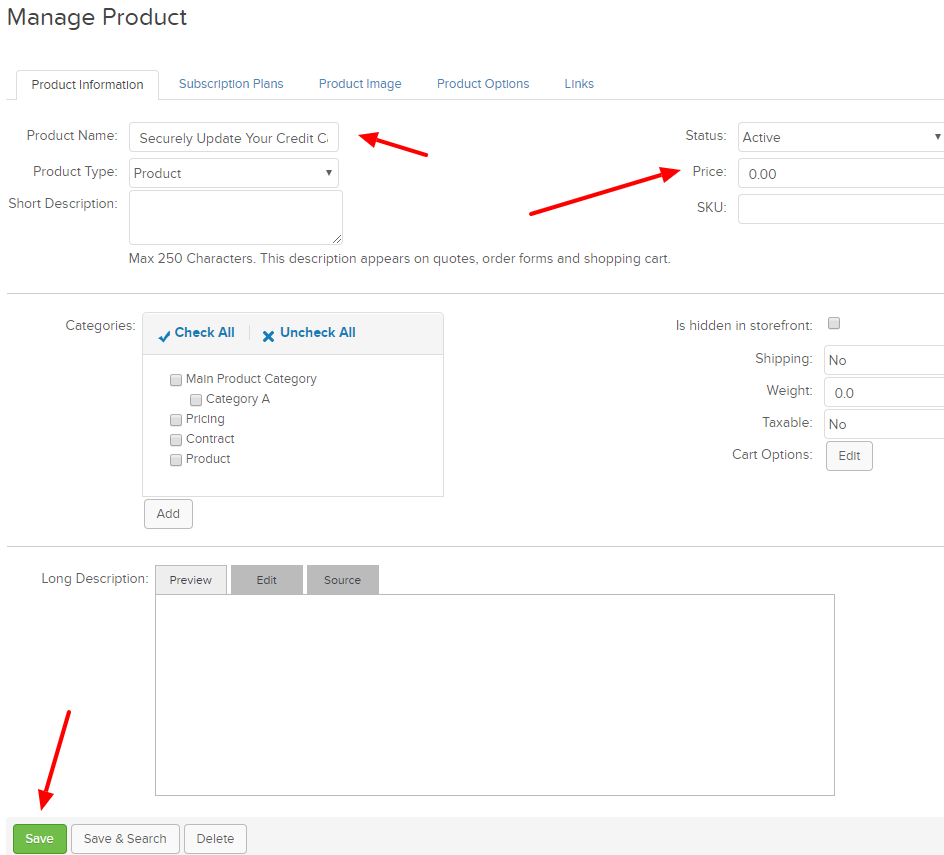 Manage Product
Product Information Subscription Plans Product Image Product Options Links
Product Name: Securely Update Your Credit C Status: Active
Product Type: Product Price: 0.00
Short Description: SKU:
Max 250 Characters. This description appears on quotes, order forms and shopping cart.
Categories: Check All Uncheck All Is hidden in storefront:
Shipping: No
Main Product Category Weight: 0.0
Category A
Pricing Taxable: No
Contract
Product Cart Options: Edit
Add
Long Description: Preview Edit Source
Save Save & Search Delete